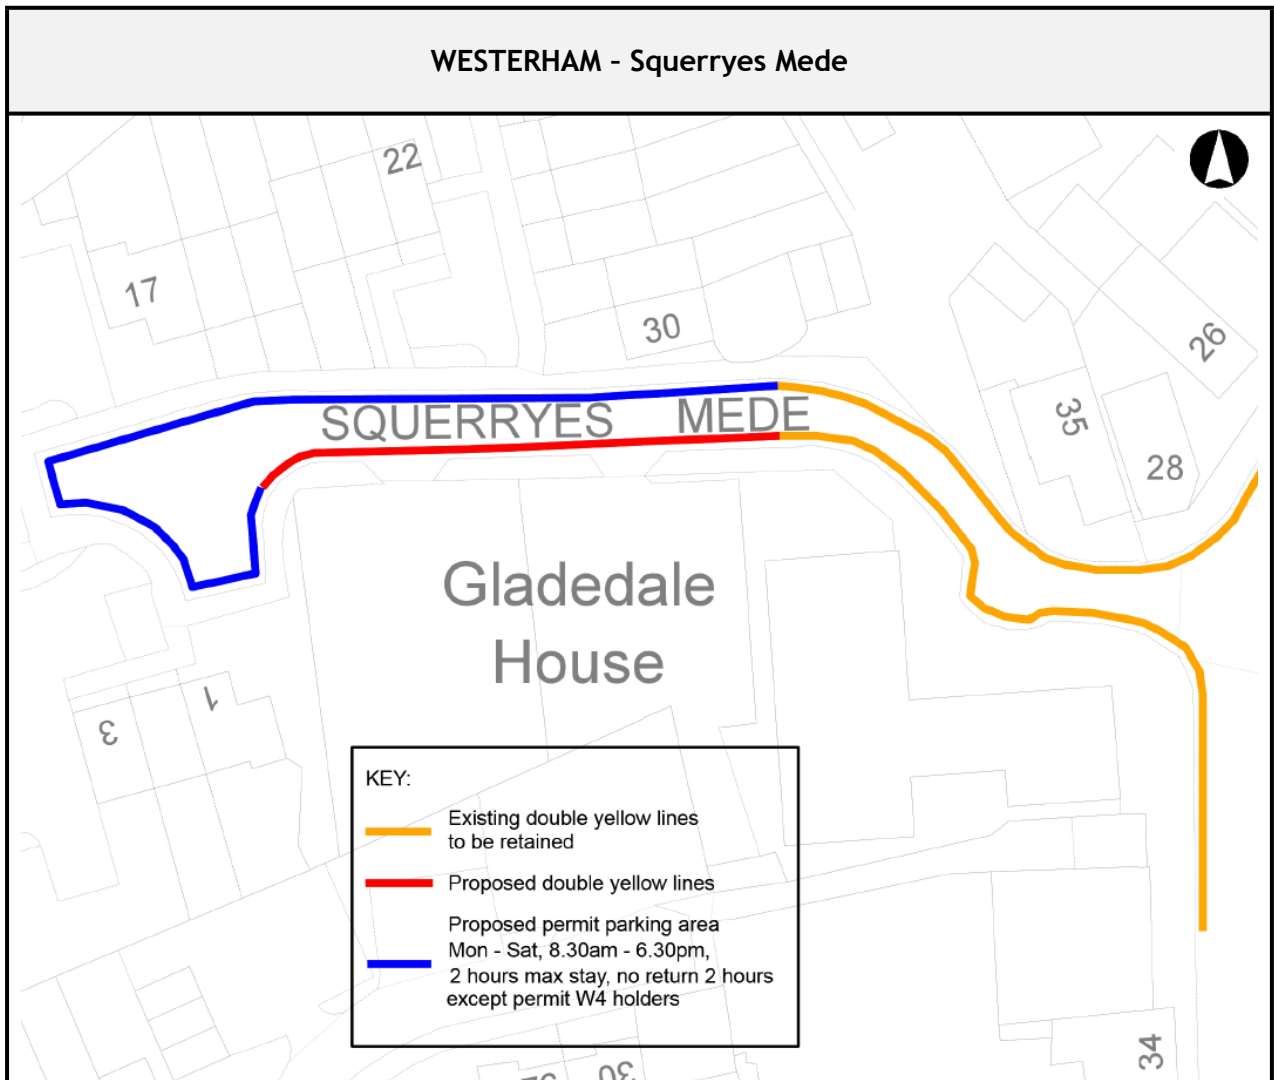 WESTERHAM - Squerryes Mede
22
17
30
26
SQUERRYES MEDE
35
28
Gladedale
House
1
3
KEY:
Existing double yellow lines
to be retained
Proposed double yellow lines
Proposed permit parking area
Mon - Sat, 8.30am - 6.30pm,
2 hours max stay, no return 2 hours
except permit W4 holders
34
30